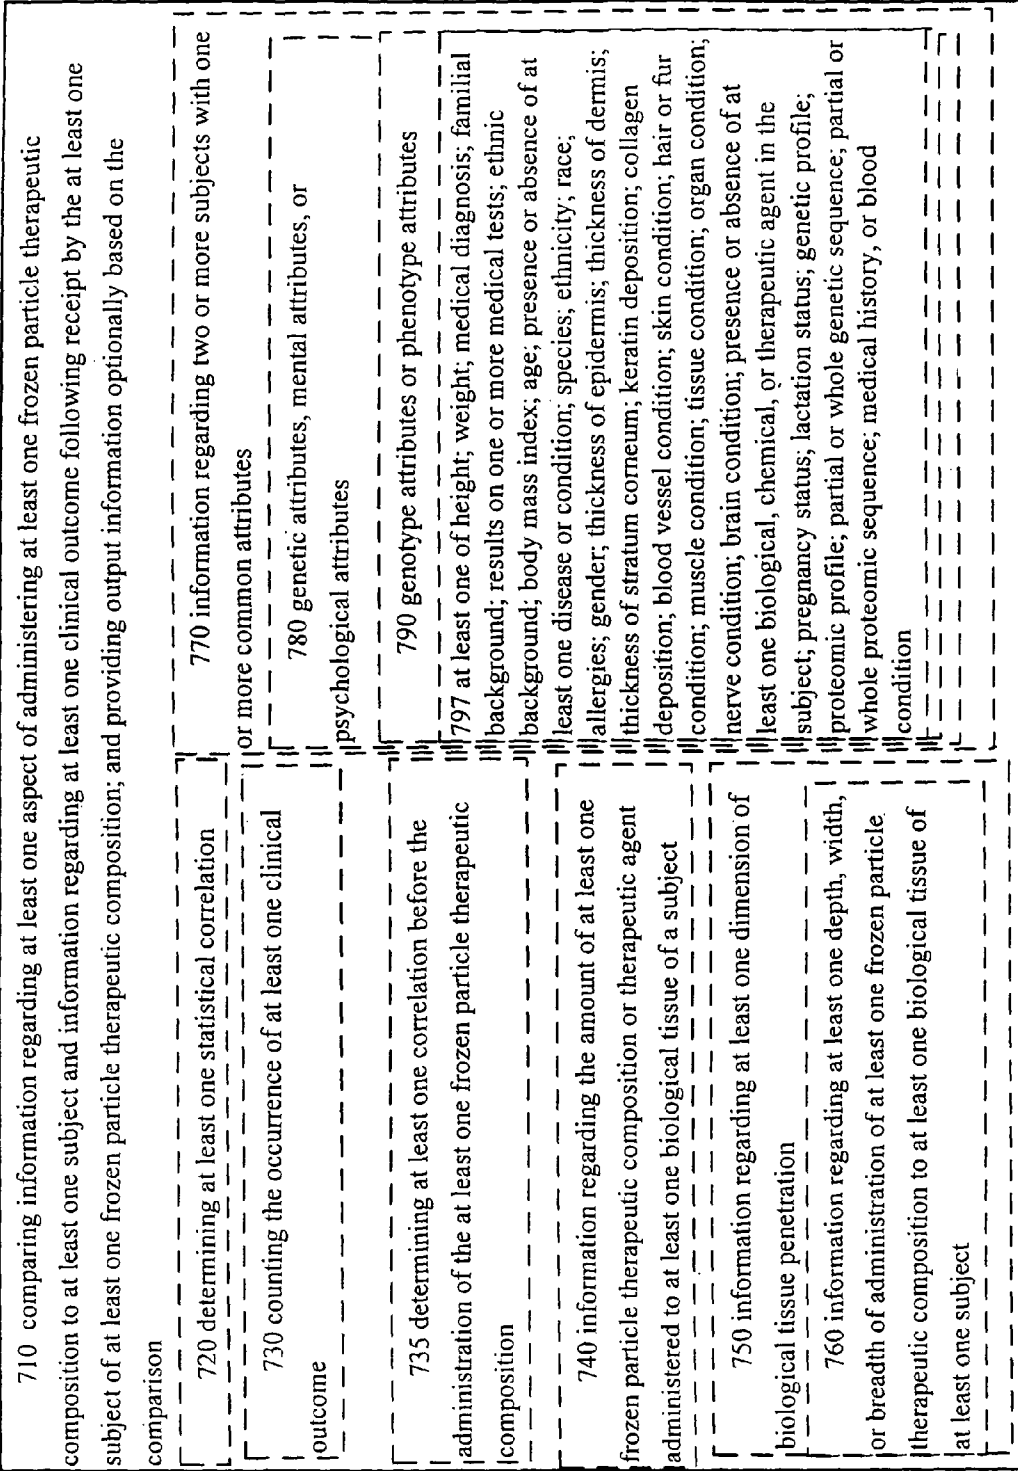 710 comparing information regarding at least one aspect of administering at least one frozen particle therapeutic
composition to at least one subject and information regarding at least one clinical outcome following receipt by the at least one
subject of at least one frozen particle therapeutic composition; and providing output information optionally based on the
comparison
720 determining at least one statistical correlation
730 counting the occurrence of at least one clinical
outcome
735 determining at least one correlation before the
administration of the at least one frozen particle therapeutic
composition
740 information regarding the amount of at least one
frozen particle therapeutic composition or therapeutic agent
administered to at least one biological tissue of a subject
750 information regarding at least one dimension of
biological tissue penetration
760 information regarding at least one depth, width,
or breadth of administration of at least one frozen particle
therapeutic composition to at least one biological tissue of
at least one subject
770 information regarding two or more subjects with one
or more common attributes
780 genetic attributes, mental attributes, or
psychological attributes
790 genotype attributes or phenotype attributes
797 at least one of height; weight; medical diagnosis; familial
background; results on one or more medical tests; ethnic
background; body mass index; age; presence or absence of at
least one disease or condition; species; ethnicity; race;
allergies; gender; thickness of epidermis; thickness of dermis;
thickness of stratum corneum; keratin deposition; collagen
deposition; blood vessel condition; skin condition; hair or fur
condition; muscle condition; tissue condition; organ condition;
nerve condition; brain condition; presence or absence of at
least one biological, chemical, or therapeutic agent in the
subject; pregnancy status; lactation status; genetic profile;
proteomic profile; partial or whole genetic sequence; partial or
whole proteomic sequence; medical history, or blood
condition